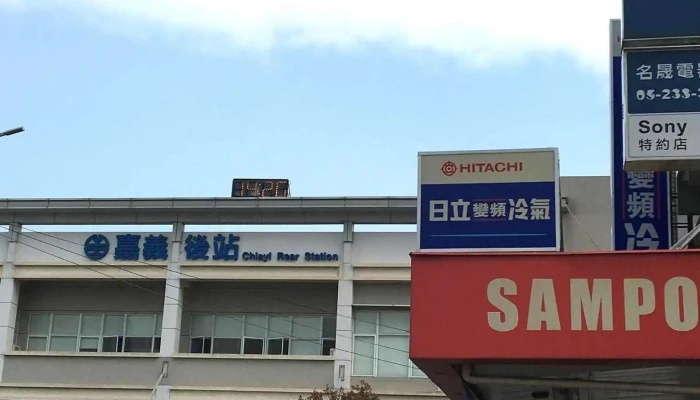 嘉義 後站 Chiayi Rear Station
HITACHI
日立 變頻 冷氣
SAMPO
名晟電
05-233-
Sony
特約店
變頻
冷